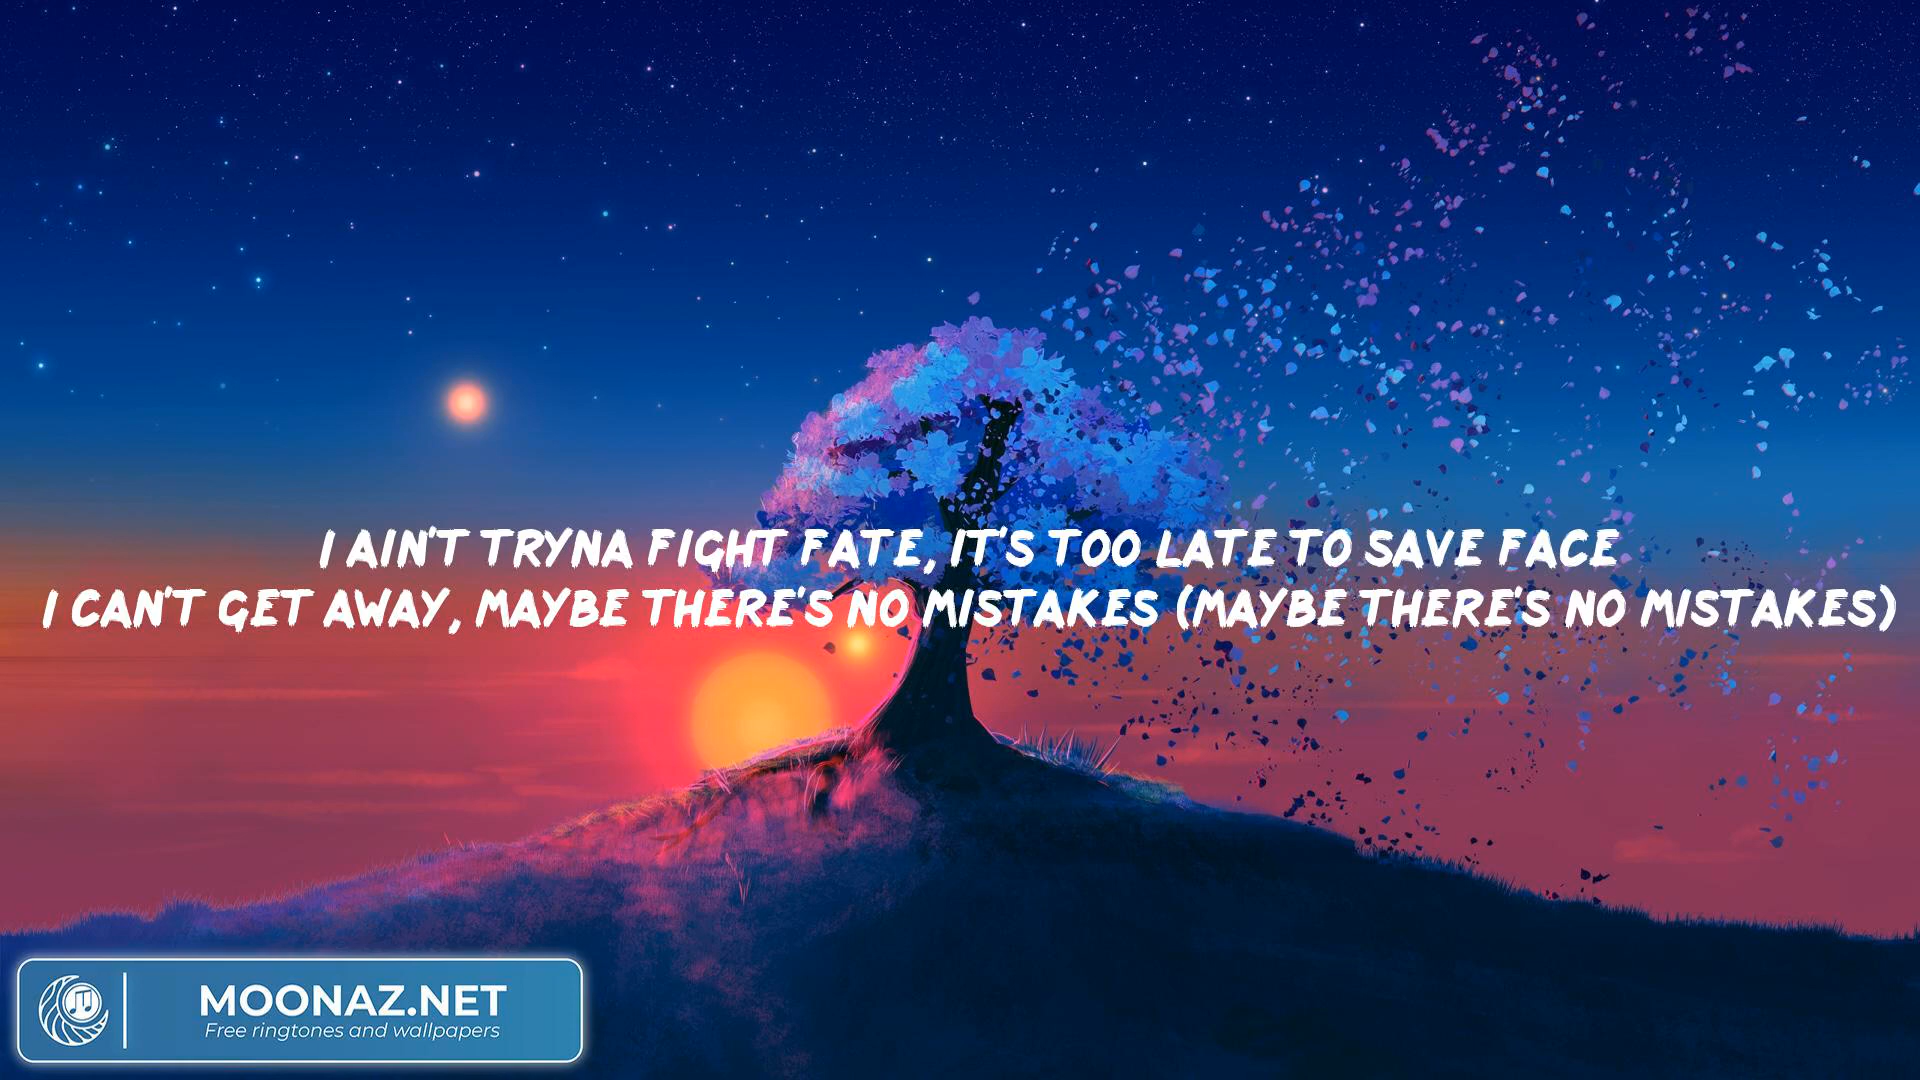 I AIN'T TRYNA FIGHT FATE, IT'S TOO LATE TO SAVE FACE
I CAN'T GET AWAY, MAYBE THERE'S NO MISTAKES (MAYBE THERE'S NO MISTAKES)
MOONAZ.NET
Free ringtones and wallpapers